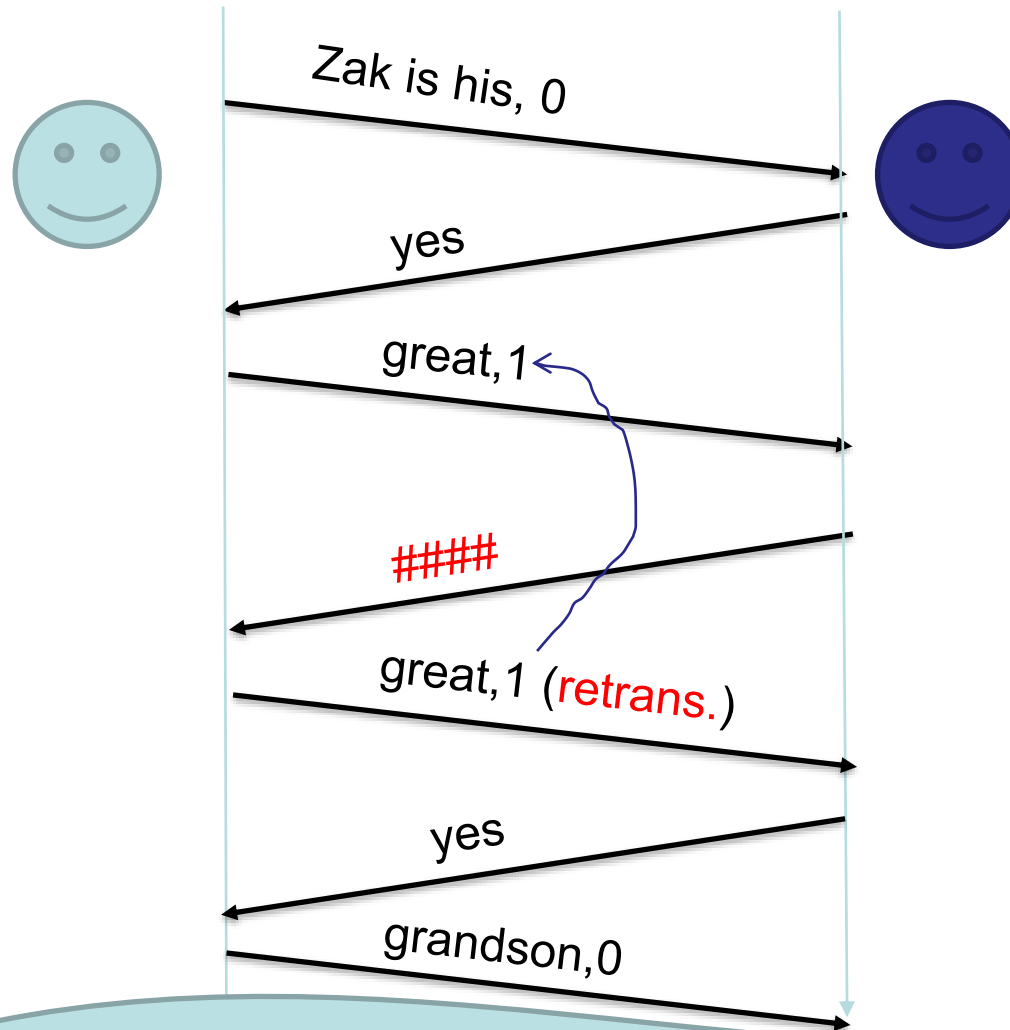 Zak is his, 0
yes
great,1
####
great,1 (retrans.)
yes
grandson,0